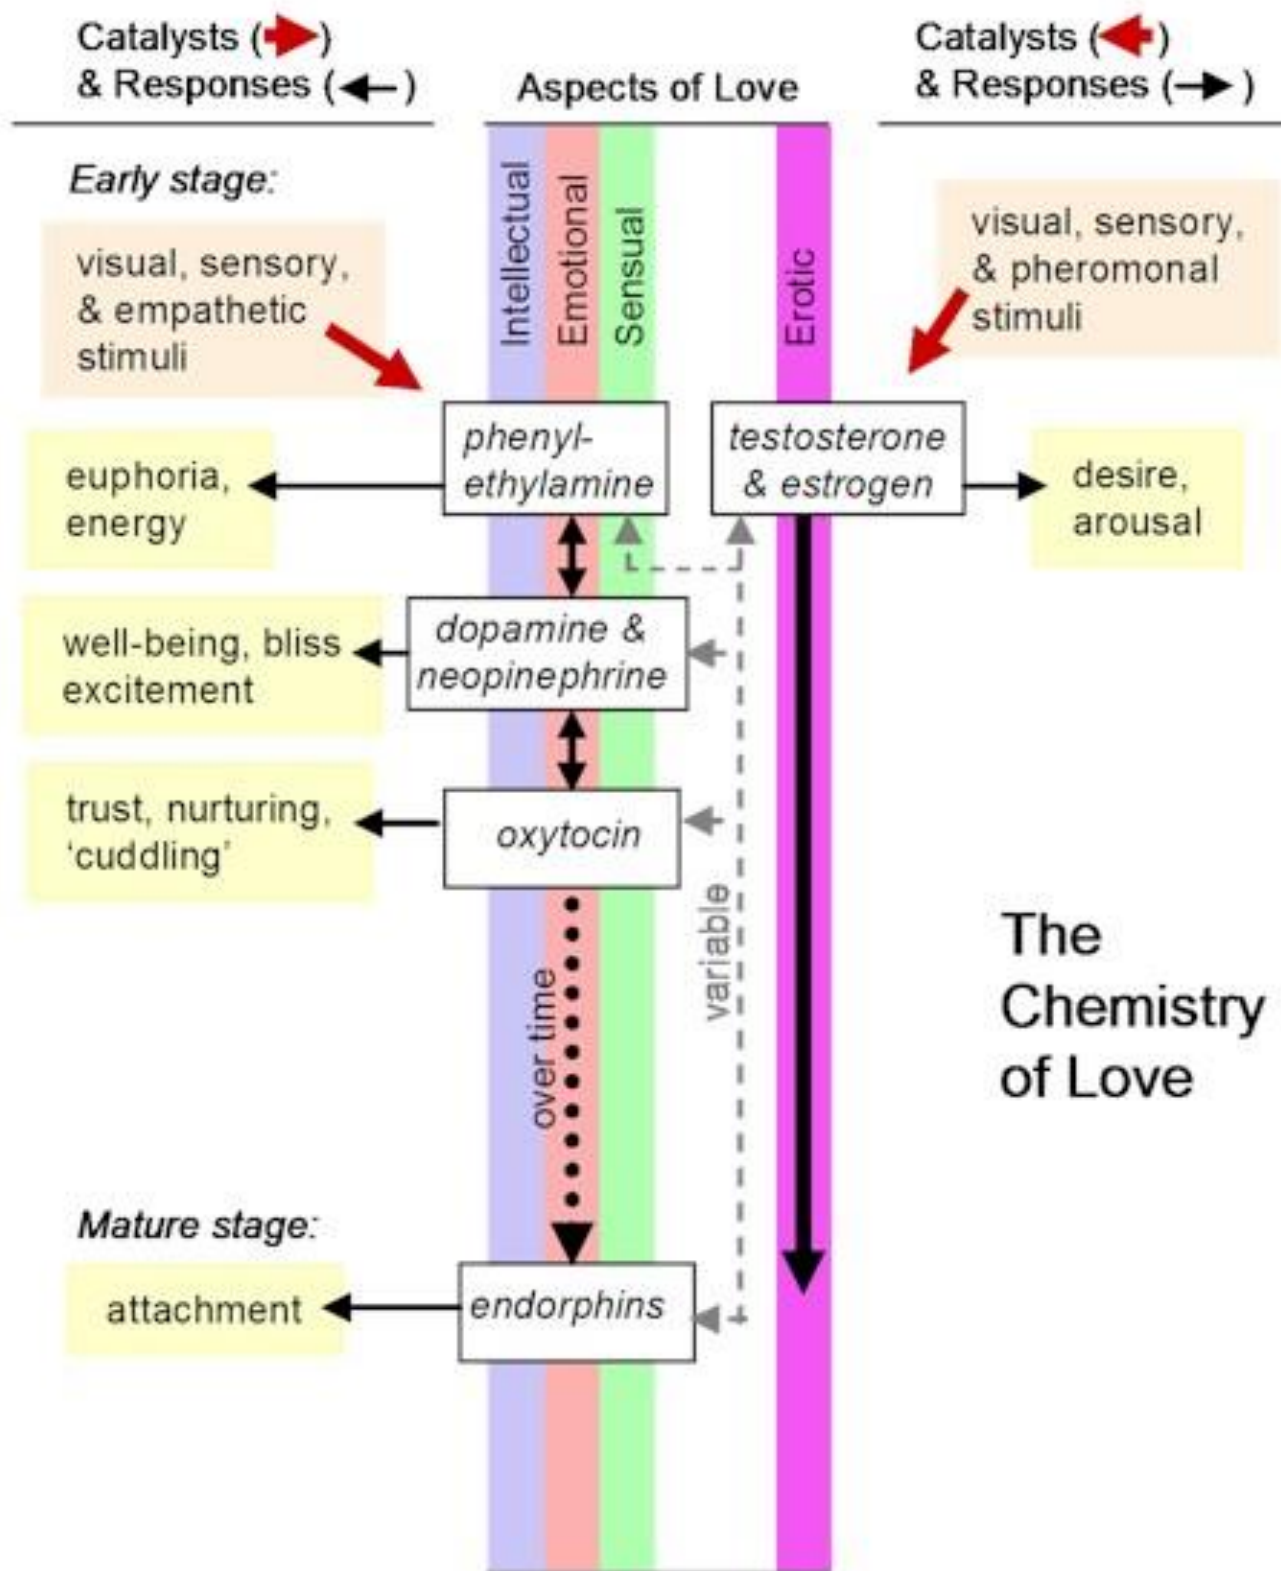 Catalysts ( )
& Responses ( )
Aspects of Love
Catalysts ( )
& Responses ( )
Early stage:
visual, sensory,
& empathetic
stimuli
Intellectual
Emotional
Sensual
Erotic
visual, sensory,
& pheromonal
stimuli
phenyl-
ethylamine
testosterone
& estrogen
euphoria,
energy
desire,
arousal
dopamine &
neopinephrine
well-being, bliss
excitement
oxytocin
trust, nurturing,
‘cuddling’
over time
variable
The
Chemistry
of Love
Mature stage:
attachment
endorphins